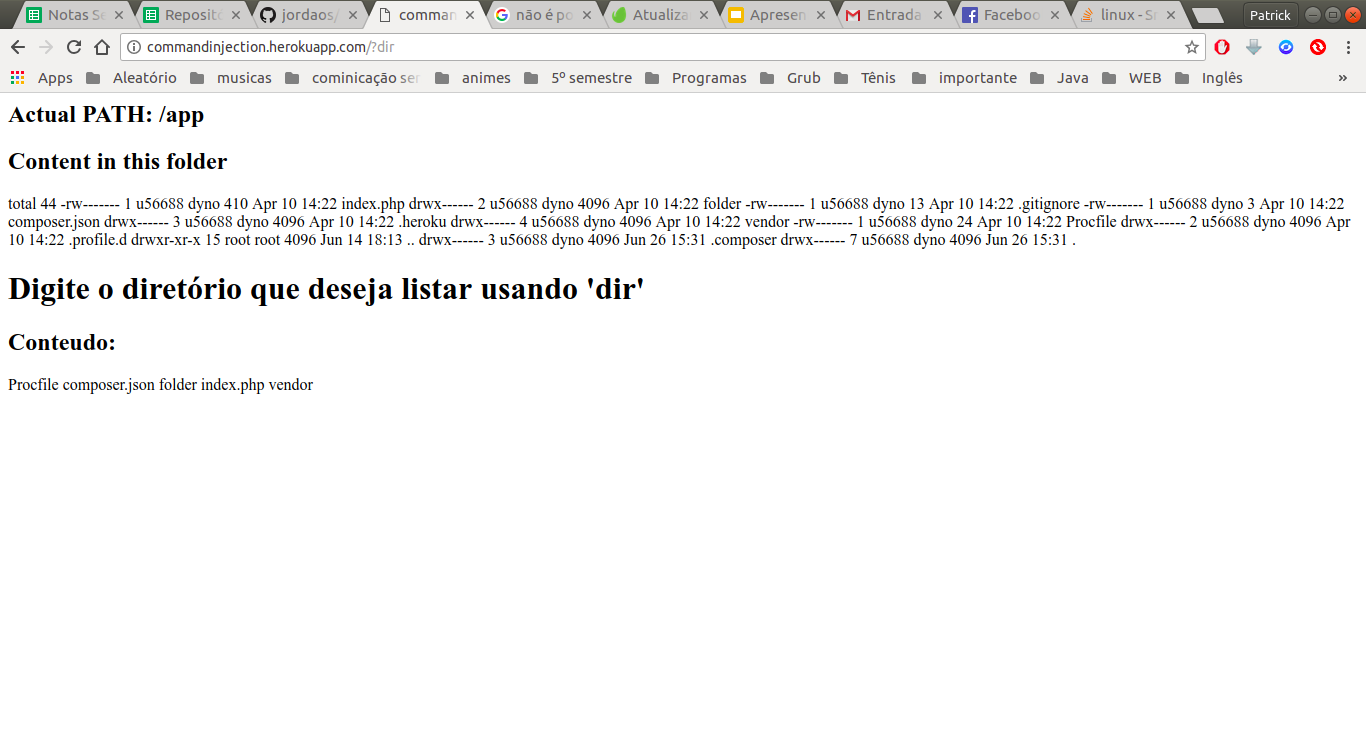 Notas Se
Reposito
jordaos/
comman
não é po
Atualiza
Apresen
Entrada
Faceboo
linux - S
Patrick
commandinjection.herokuapp.com/?dir
Apps
Aleatório
musicas
cominicação ser
animes
5º semestre
Programas
Grub
Tênis
importante
Java
WEB
Inglês
»
Actual PATH: /app
Content in this folder
total 44 -rw------- 1 u56688 dyno 410 Apr 10 14:22 index.php drwx------ 2 u56688 dyno 4096 Apr 10 14:22 folder -rw------- 1 u56688 dyno 13 Apr 10 14:22 .gitignore -rw------- 1 u56688 dyno 3 Apr 10 14:22
composer.json drwx------ 3 u56688 dyno 4096 Apr 10 14:22 .heroku drwx------ 4 u56688 dyno 4096 Apr 10 14:22 vendor -rw------- 1 u56688 dyno 24 Apr 10 14:22 Procfile drwx------ 2 u56688 dyno 4096 Apr
10 14:22 .profile.d drwxr-xr-x 15 root root 4096 Jun 14 18:13 .. drwx------ 3 u56688 dyno 4096 Jun 26 15:31 .composer drwx------ 7 u56688 dyno 4096 Jun 26 15:31 .
Digite o diretório que deseja listar usando 'dir'
Conteudo:
Procfile composer.json folder index.php vendor